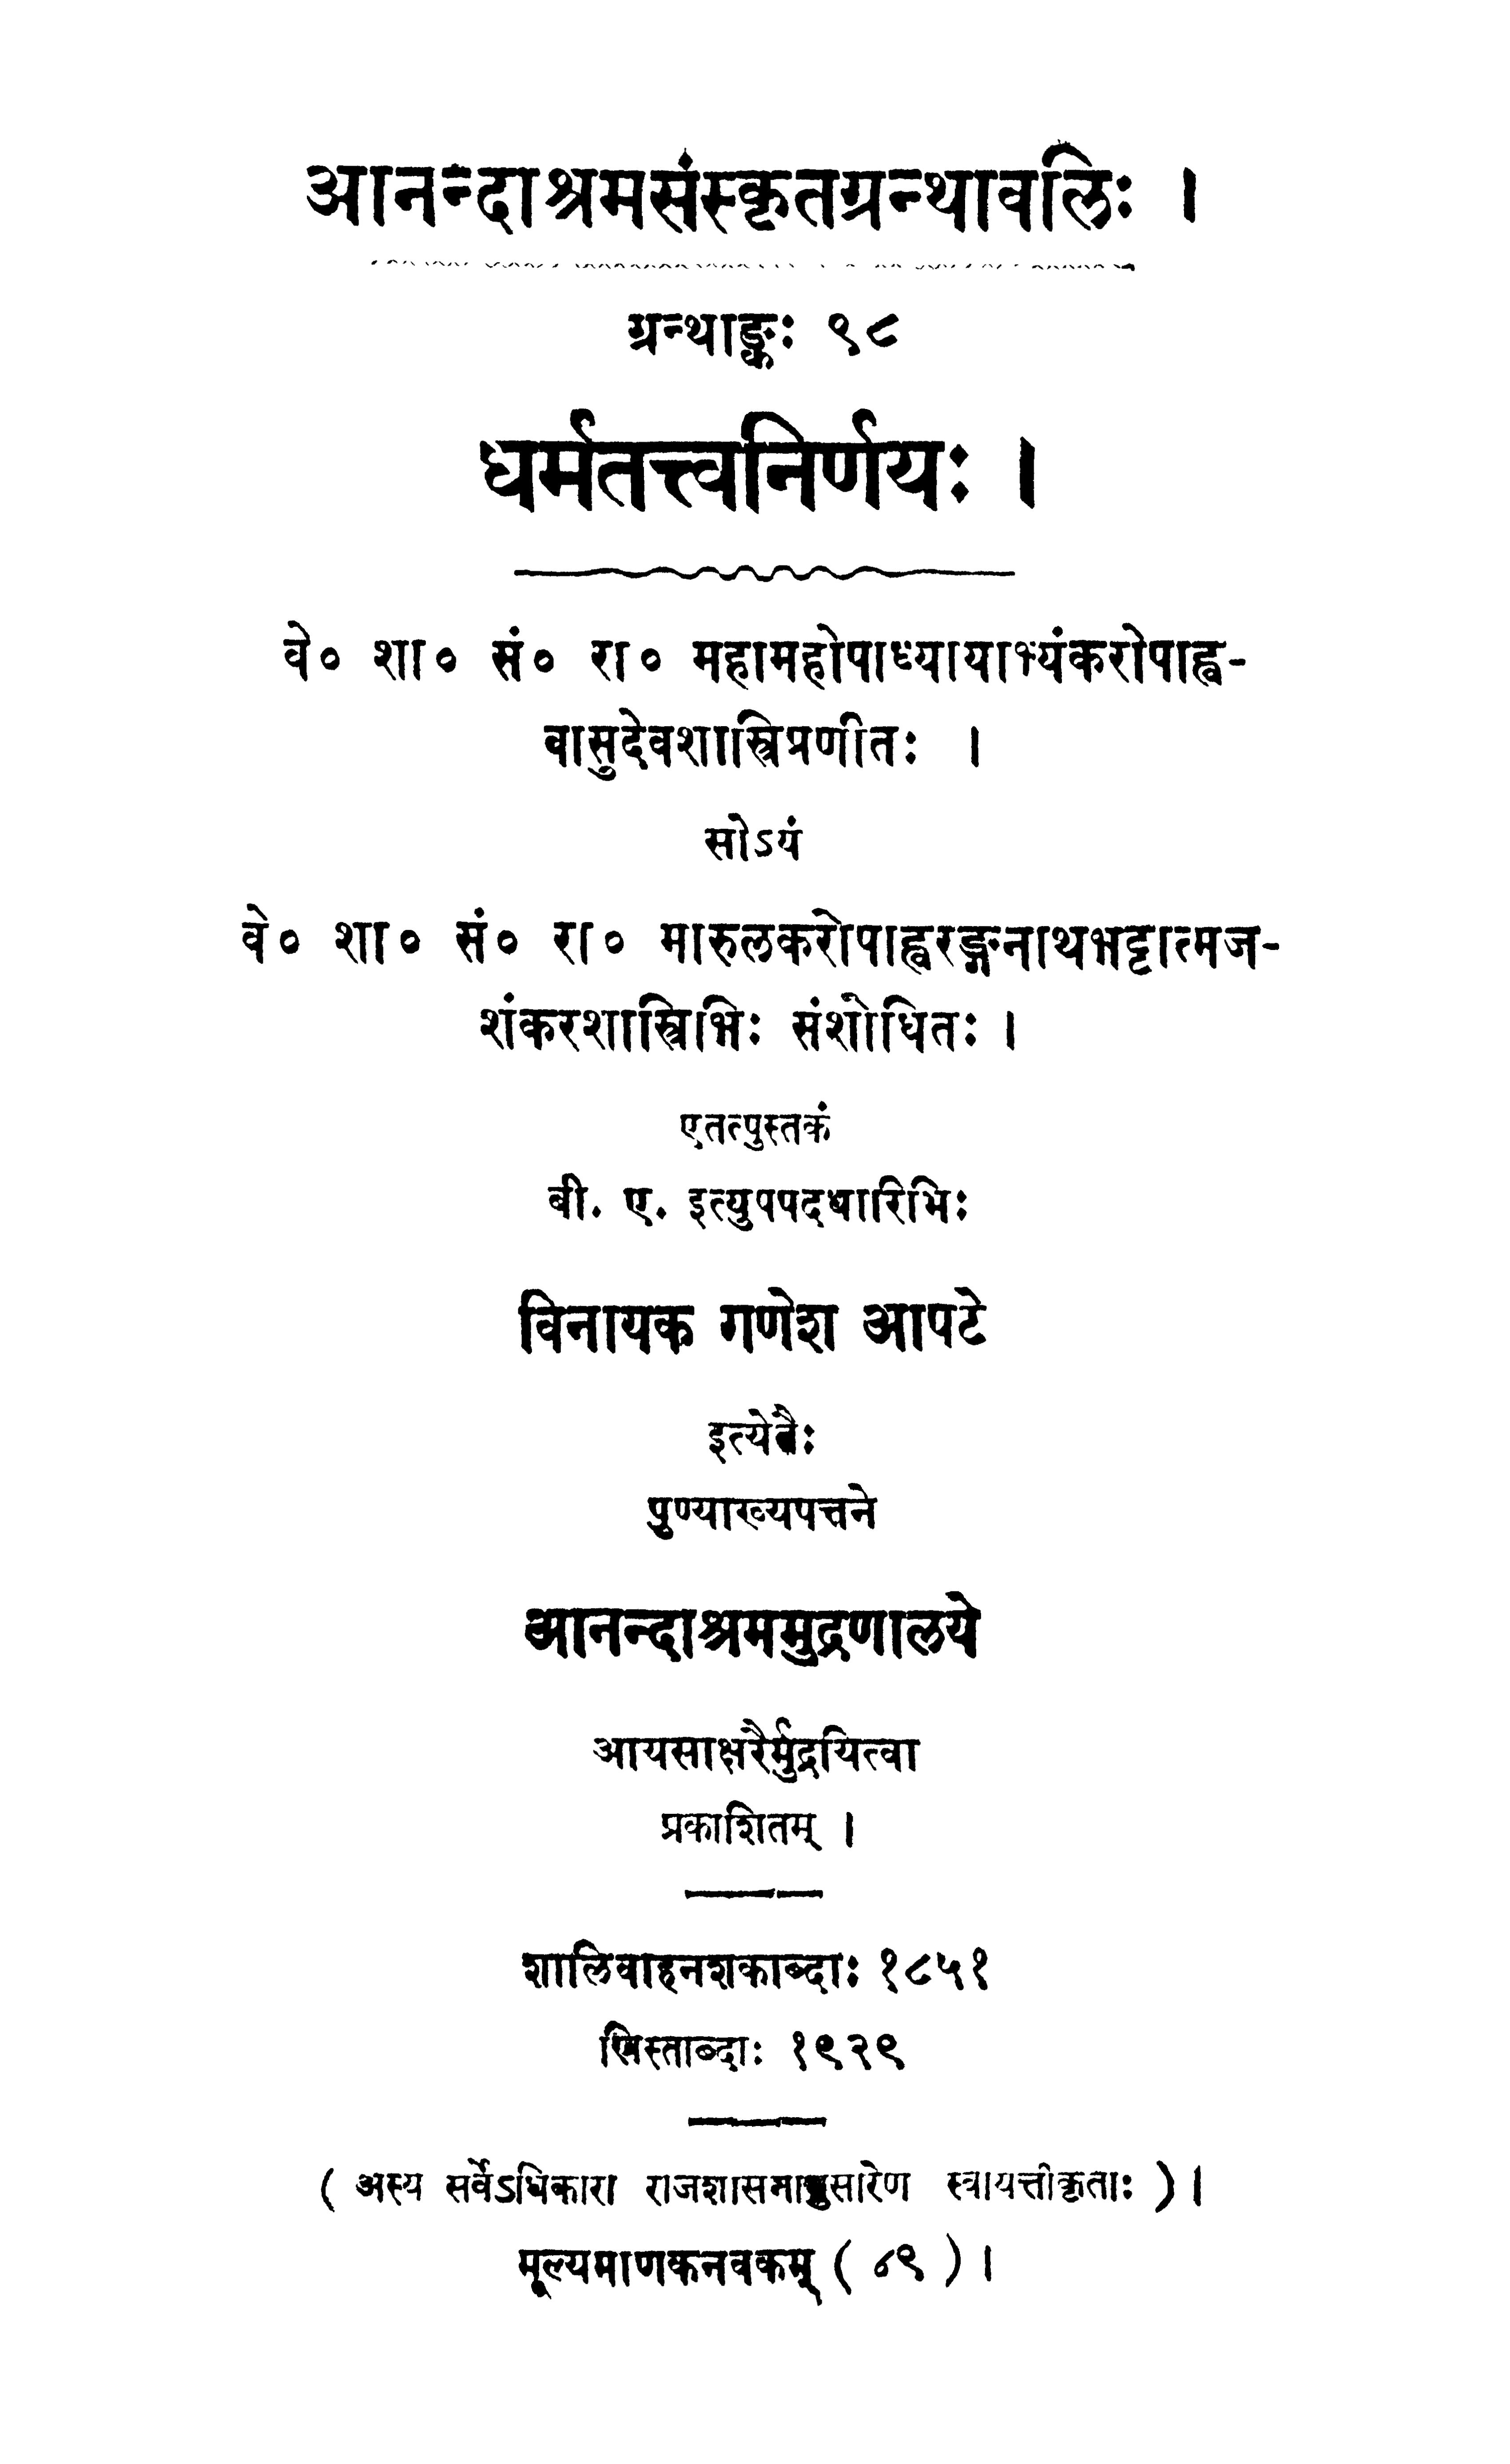 आनन्दाश्रमसंस्कृतग्रन्थावलिः ।
ग्रन्थाङ्कः ९८
धर्मतत्त्वनिर्णयः ।
वे० शा० सं० रा० महामहोपाध्यायाभ्यंकरोपाह्व-
वासुदेवशास्त्रिप्रणीतः ।
सोऽयं
वे० शा० सं० रा० मारुलकरोपाह्वरङ्गनाथभट्टात्मज-
शंकरशास्त्रिभिः संशोधितः ।
एतत्पुस्तकं
बी. ए. इत्युपपदधारिभिः
विनायक गणेश आपटे
इत्येतैः
पुण्याख्यपत्तने
आनन्दाश्रममुद्रणालये
आयसाक्षरैर्मुद्रयित्वा
प्रकाशितम् ।
शालिवाहनशकाब्दाः १८५१
ख्रिस्ताब्दाः १९२९
( अस्य सर्वेऽधिकारा राजशासनानुसारेण स्वायत्तीकृताः ) ।
मूल्यमाणकनवकम् ( ८९ ) ।